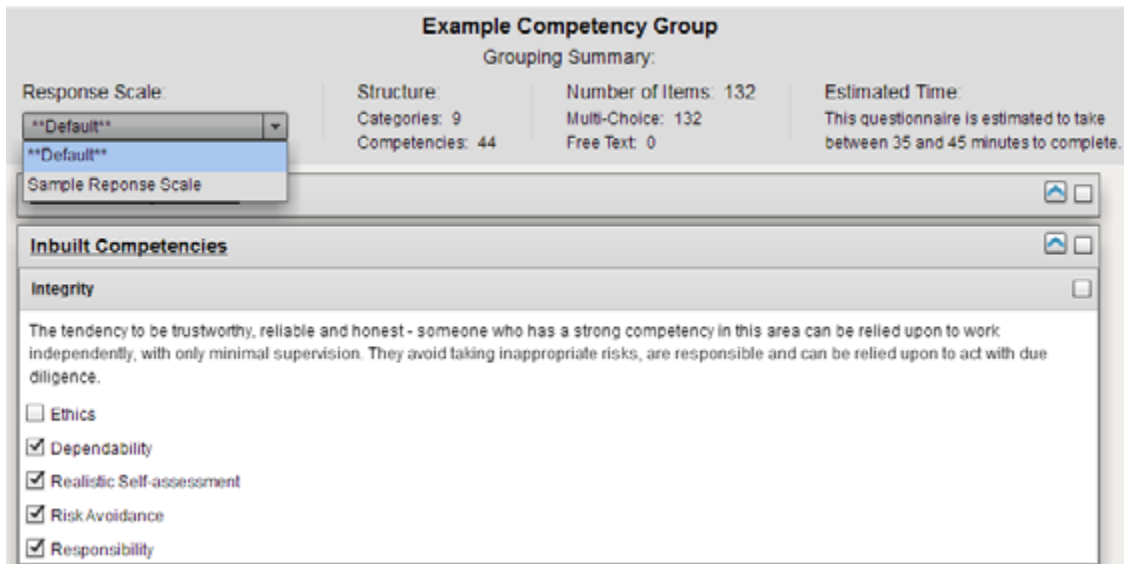 Example Competency Group
Grouping Summary:
Response Scale:
**Default**
**Default**
Sample Reponse Scale
Structure:
Categories: 9
Competencies: 44
Number of Items: 132
Multi-Choice: 132
Free Text: 0
Estimated Time:
This questionnaire is estimated to take
between 35 and 45 minutes to complete.
Inbuilt Competencies
Integrity
The tendency to be trustworthy, reliable and honest - someone who has a strong competency in this area can be relied upon to work
independently, with only minimal supervision. They avoid taking inappropriate risks, are responsible and can be relied upon to act with due
diligence.
Ethics
Dependability
Realistic Self-assessment
Risk Avoidance
Responsibility